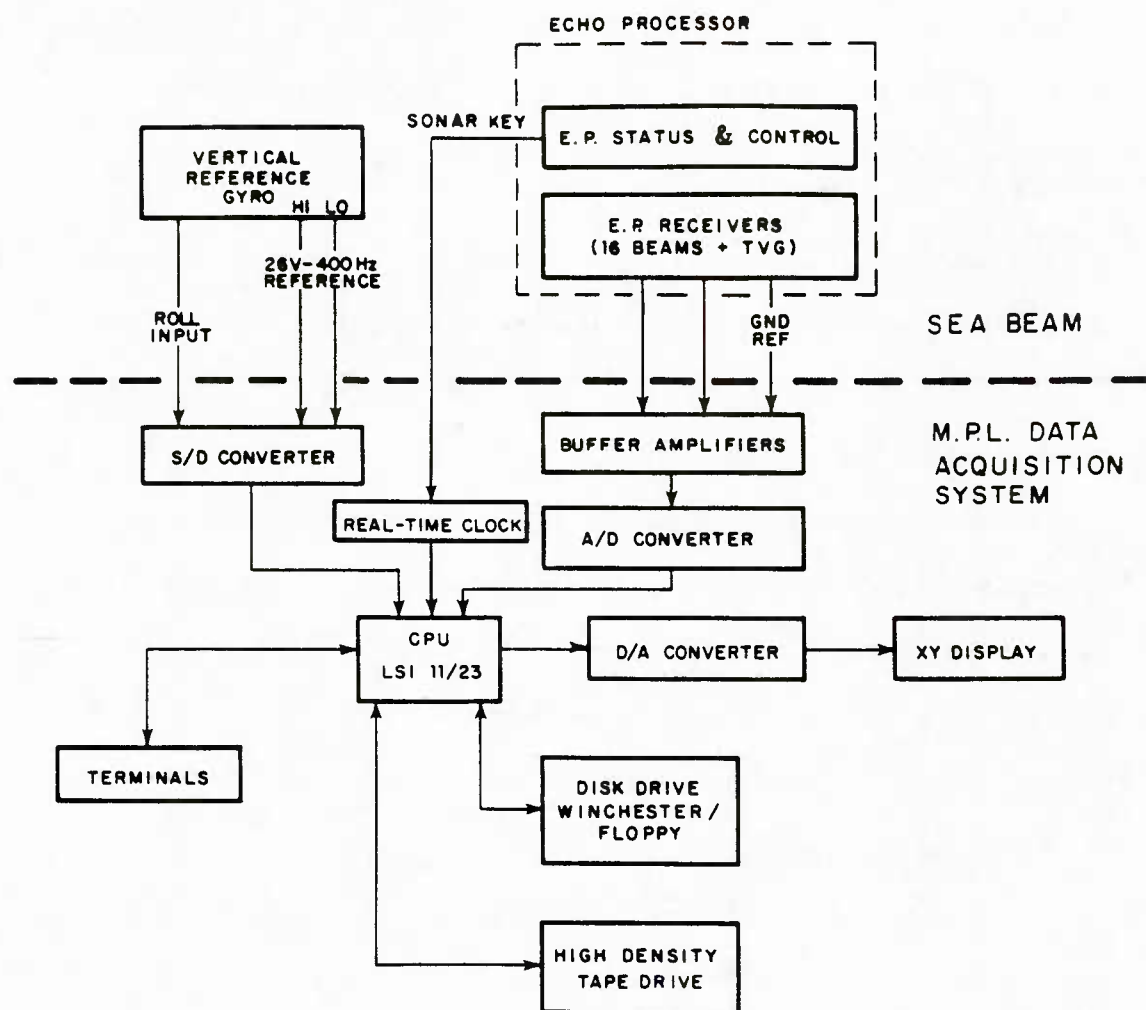 ECHO PROCESSOR
SONAR KEY
E.P. STATUS & CONTROL
VERTICAL
REFERENCE
GYRO
HI LO
E.P. RECEIVERS
(16 BEAMS + TVG)
26V-400Hz
REFERENCE
ROLL
INPUT
GND
REF
SEA BEAM
S/D CONVERTER
BUFFER AMPLIFIERS
M.P.L. DATA
ACQUISITION
SYSTEM
REAL-TIME CLOCK
A/D CONVERTER
CPU
LSI 11/23
D/A CONVERTER
XY DISPLAY
TERMINALS
DISK DRIVE
WINCHESTER/
FLOPPY
HIGH DENSITY
TAPE DRIVE